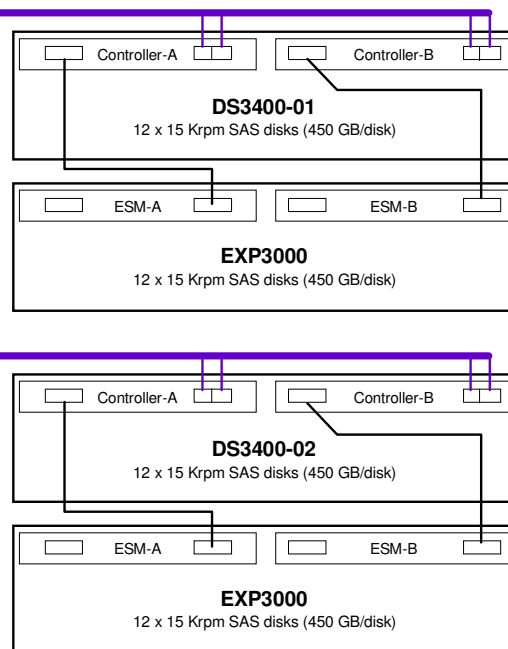 Controller-A Controller-B
DS3400-01
12 x 15 Krpm SAS disks (450 GB/disk)
ESM-A ESM-B
EXP3000
12 x 15 Krpm SAS disks (450 GB/disk)
Controller-A Controller-B
DS3400-02
12 x 15 Krpm SAS disks (450 GB/disk)
ESM-A ESM-B
EXP3000
12 x 15 Krpm SAS disks (450 GB/disk)